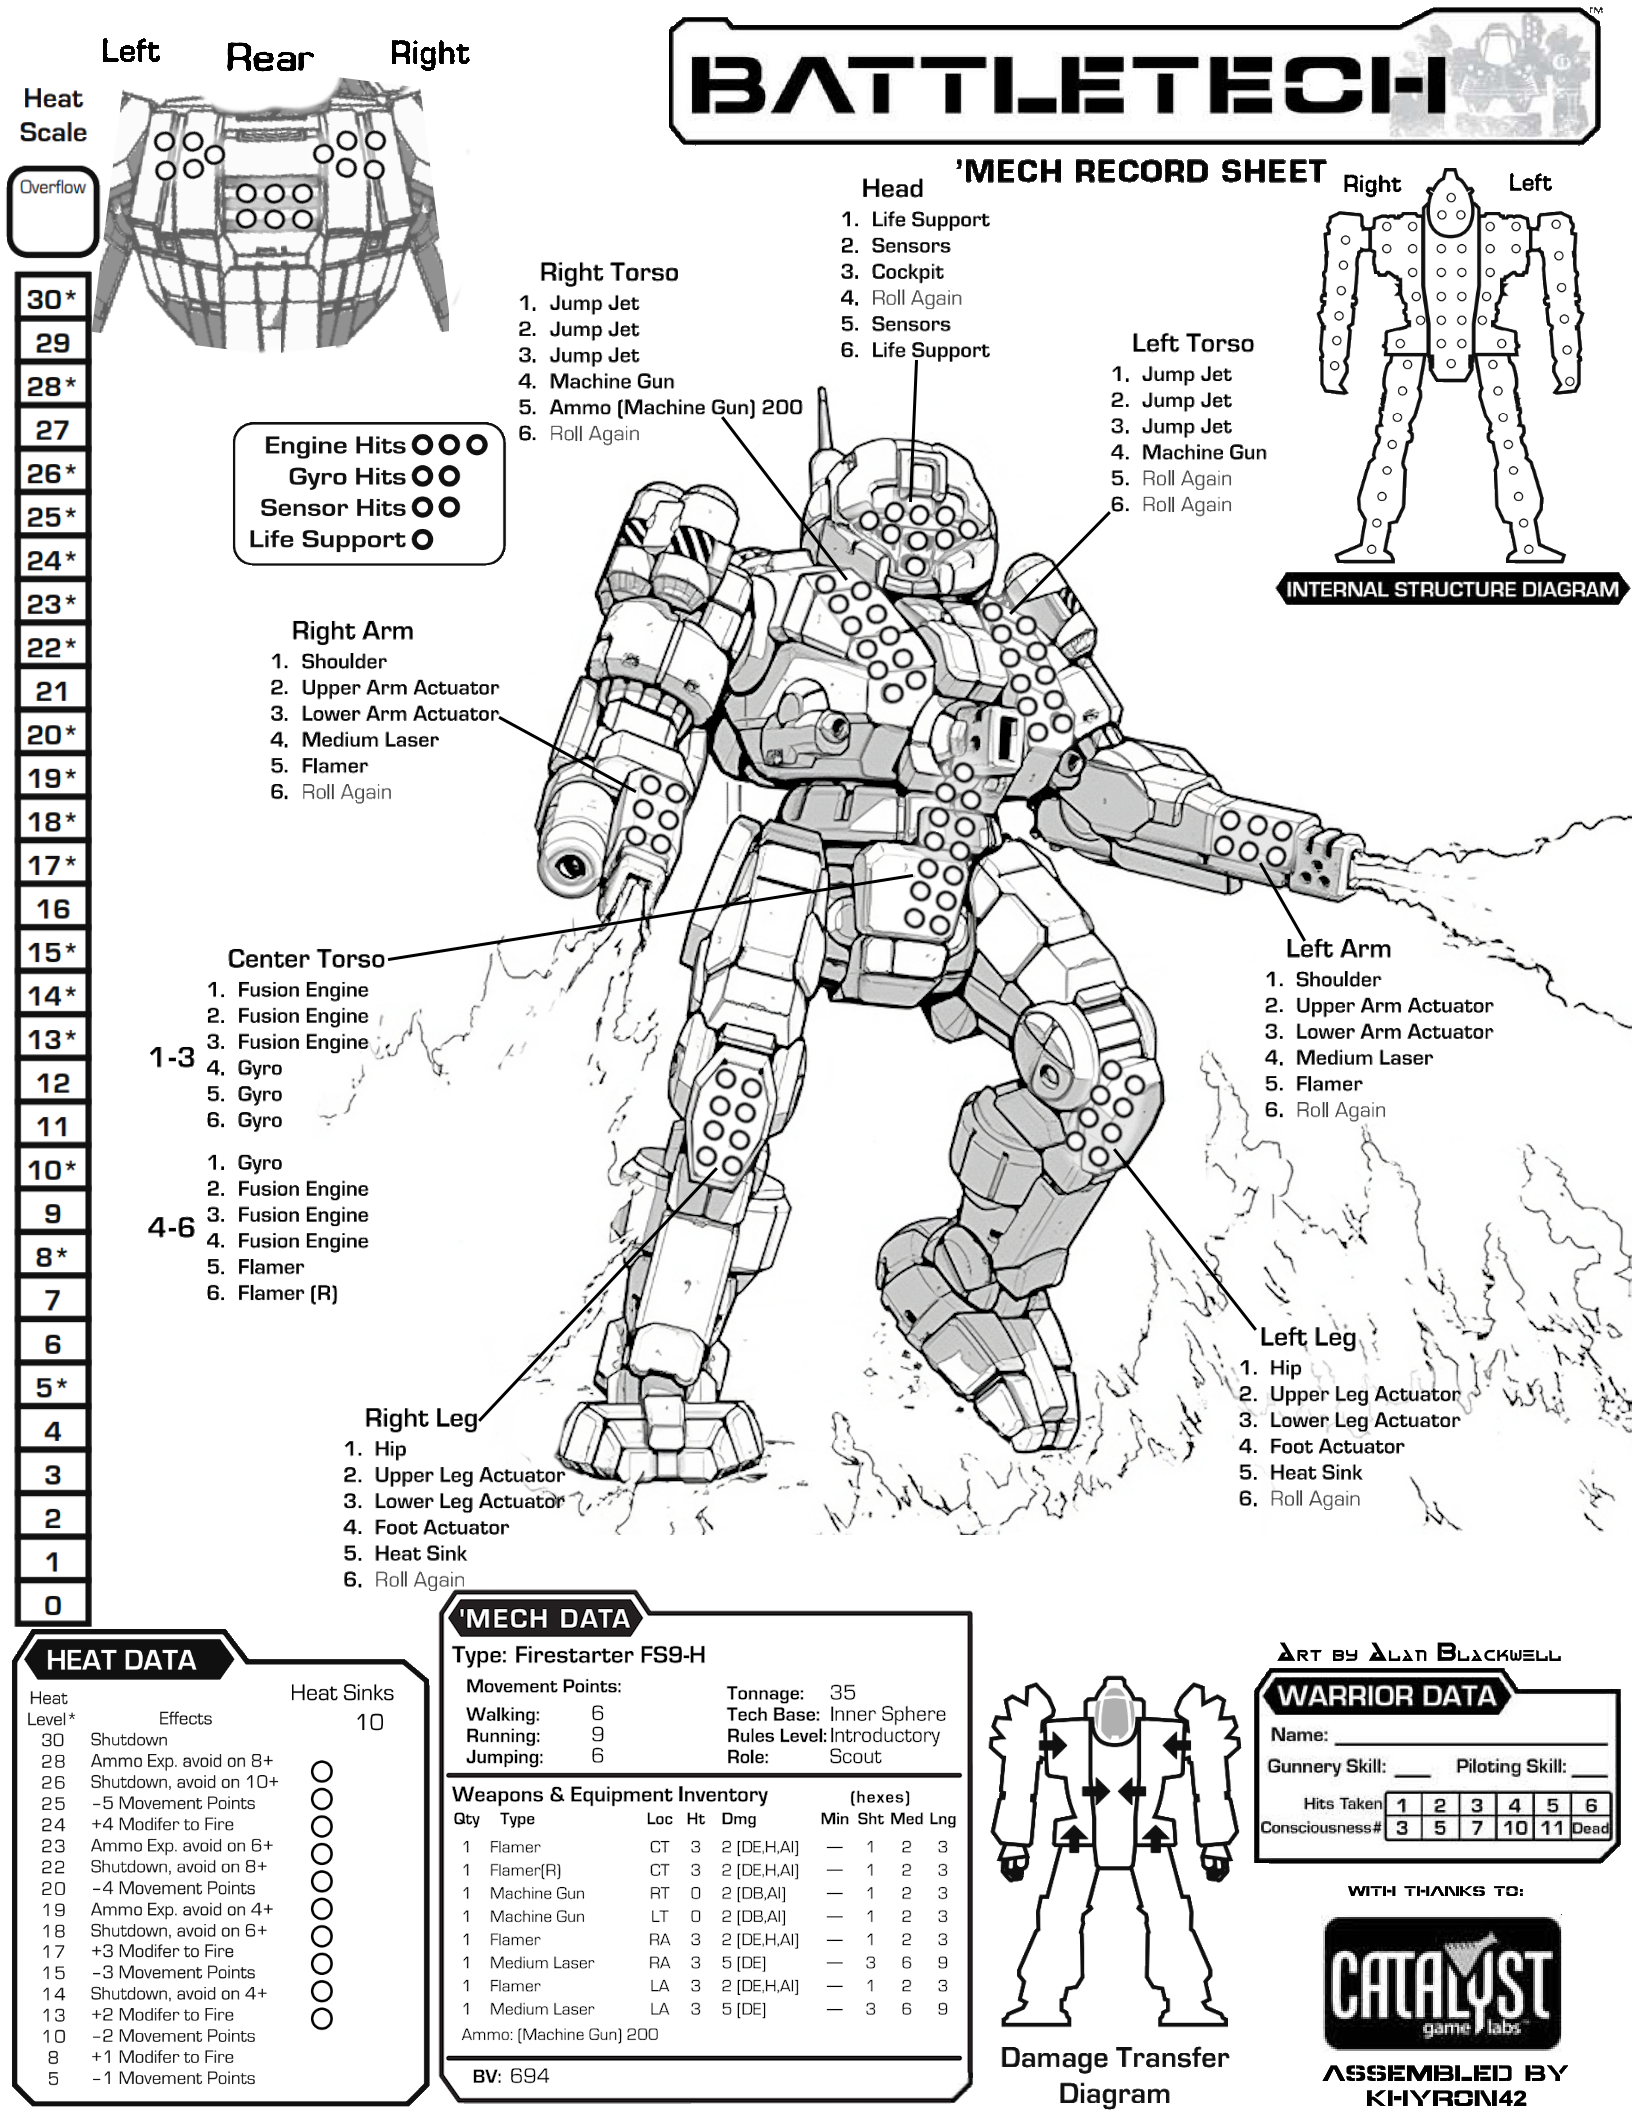 Left Rear Right
BATTLETECH
TM
'MECH RECORD SHEET
Heat
Scale
Overflow
30*
29
28*
27
26*
25*
24*
23*
22*
21
20*
19*
18*
17*
16
15*
14*
13*
12
11
10*
9
8*
7
6
5*
4
3
2
1
0
Head
1. Life Support
2. Sensors
3. Cockpit
4. Roll Again
5. Sensors
6. Life Support
Right Left
INTERNAL STRUCTURE DIAGRAM
Right Torso
1. Jump Jet
2. Jump Jet
3. Jump Jet
4. Machine Gun
5. Ammo (Machine Gun) 200
6. Roll Again
Left Torso
1. Jump Jet
2. Jump Jet
3. Jump Jet
4. Machine Gun
5. Roll Again
6. Roll Again
Engine Hits
Gyro Hits
Sensor Hits
Life Support
Right Arm
1. Shoulder
2. Upper Arm Actuator
3. Lower Arm Actuator
4. Medium Laser
5. Flamer
6. Roll Again
Left Arm
1. Shoulder
2. Upper Arm Actuator
3. Lower Arm Actuator
4. Medium Laser
5. Flamer
6. Roll Again
Center Torso
1-3
1. Fusion Engine
2. Fusion Engine
3. Fusion Engine
4. Gyro
5. Gyro
6. Gyro
4-6
1. Gyro
2. Fusion Engine
3. Fusion Engine
4. Fusion Engine
5. Flamer
6. Flamer (R)
Right Leg
1. Hip
2. Upper Leg Actuator
3. Lower Leg Actuator
4. Foot Actuator
5. Heat Sink
6. Roll Again
Left Leg
1. Hip
2. Upper Leg Actuator
3. Lower Leg Actuator
4. Foot Actuator
5. Heat Sink
6. Roll Again
HEAT DATA
Heat
Level* Effects
Heat Sinks
10
30 Shutdown
28 Ammo Exp. avoid on 8+
26 Shutdown, avoid on 10+
25 -5 Movement Points
24 +4 Modifer to Fire
23 Ammo Exp. avoid on 6+
22 Shutdown, avoid on 8+
20 -4 Movement Points
19 Ammo Exp. avoid on 4+
18 Shutdown, avoid on 6+
17 +3 Modifer to Fire
15 -3 Movement Points
14 Shutdown, avoid on 4+
13 +2 Modifer to Fire
10 -2 Movement Points
8 +1 Modifer to Fire
5 -1 Movement Points
'MECH DATA
Type: Firestarter FS9-H
Movement Points:
Walking: 6
Running: 9
Jumping: 6
Tonnage: 35
Tech Base: Inner Sphere
Rules Level: Introductory
Role: Scout
Weapons & Equipment Inventory (hexes)
Qty Type Loc Ht Dmg Min Sht Med Lng
1 Flamer CT 3 2 [DE,H,AI] — 1 2 3
1 Flamer(R) CT 3 2 [DE,H,AI] — 1 2 3
1 Machine Gun RT 0 2 [DB,AI] — 1 2 3
1 Machine Gun LT 0 2 [DB,AI] — 1 2 3
1 Flamer RA 3 2 [DE,H,AI] — 1 2 3
1 Medium Laser RA 3 5 [DE] — 3 6 9
1 Flamer LA 3 2 [DE,H,AI] — 1 2 3
1 Medium Laser LA 3 5 [DE] — 3 6 9
Ammo: (Machine Gun) 200
BV: 694
Damage Transfer
Diagram
ART BY ALAN BLACKWELL
WARRIOR DATA
Name:
Gunnery Skill: Piloting Skill:
Hits Taken 1 2 3 4 5 6
Consciousness# 3 5 7 10 11 Dead
WITH THANKS TO:
CATALYST
game labs
ASSEMBLED BY
KHYRON42